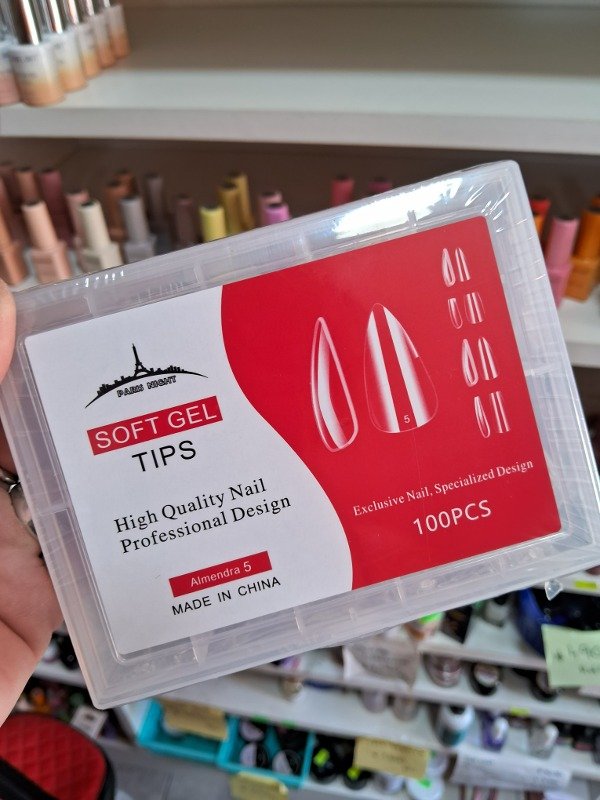 PARIS NIGHT
SOFT GEL
TIPS
High Quality Nail
Professional Design
Almendra 5
MADE IN CHINA
5
Exclusive Nail, Specialized Design
100PCS